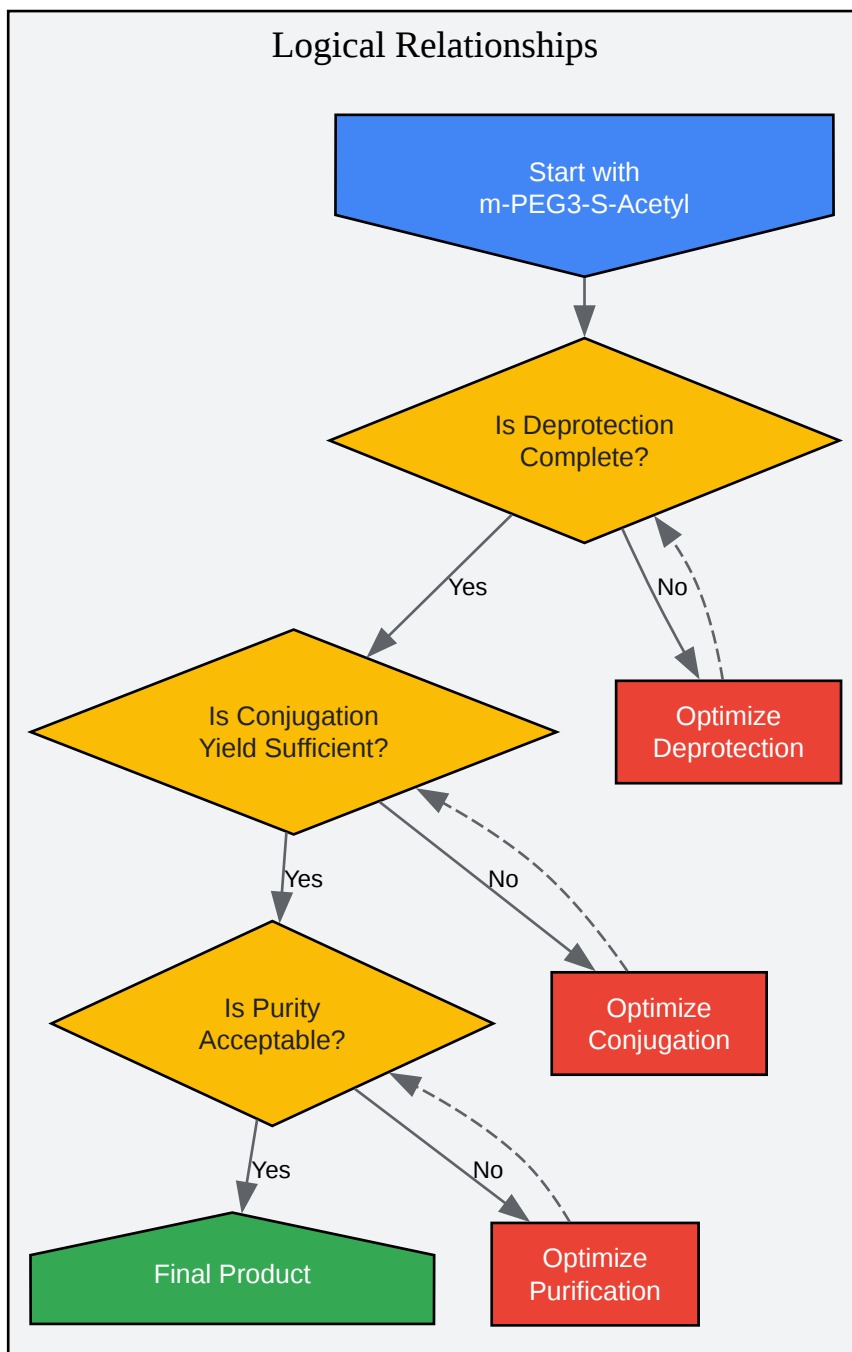 Logical Relationships
Start with
m-PEG3-S-Acetyl
Is Deprotection
Complete?
Yes
No
Optimize
Deprotection
Is Conjugation
Yield Sufficient?
Yes
No
Optimize
Conjugation
Is Purity
Acceptable?
Yes
No
Optimize
Purification
Final Product